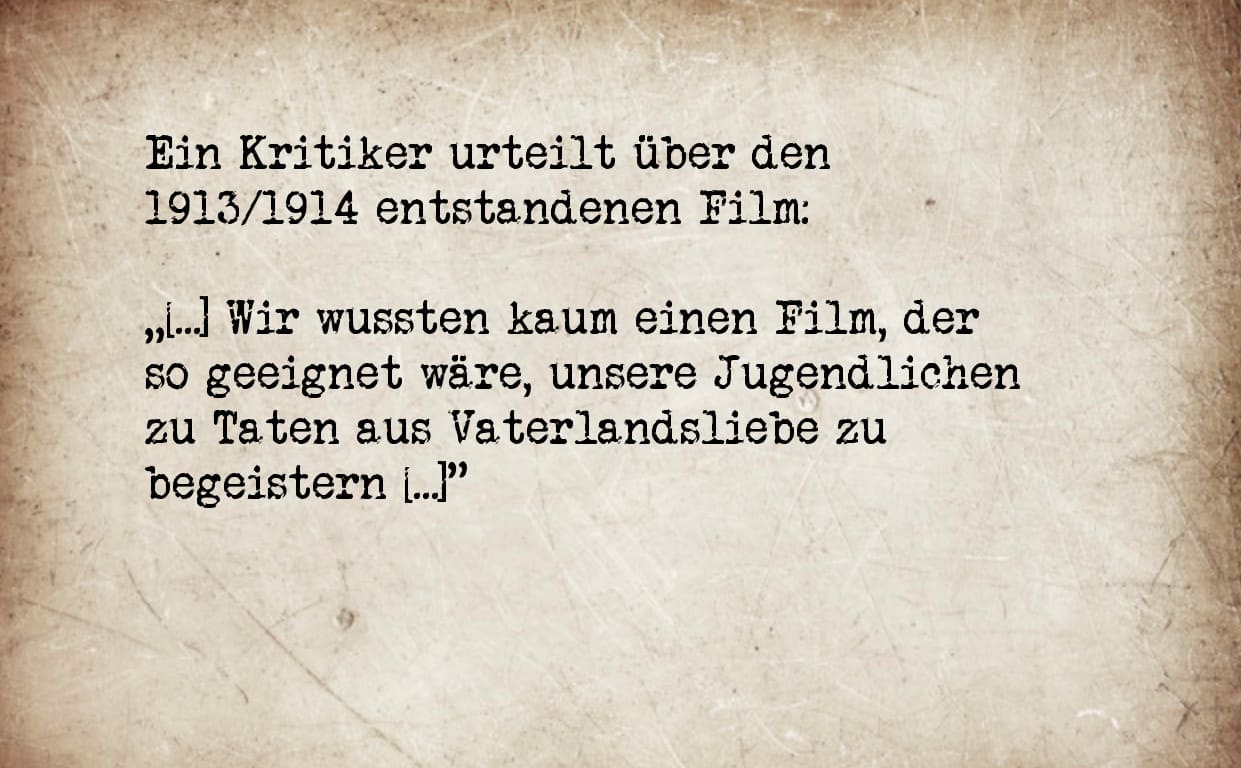 Ein Kritiker urteilt über den
1913/1914 entstandenen Film:
„[...] Wir wussten kaum einen Film, der
so geeignet wäre, unsere Jugendlichen
zu Taten aus Vaterlandsliebe zu
begeistern [...]”